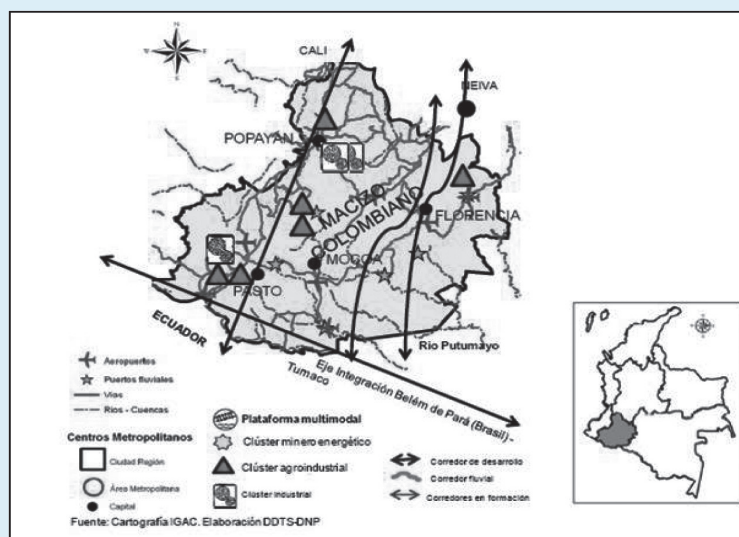 CALI
NEIVA
POPAYÁN
MACIZO
COLOMBIANO
FLORENCIA
MOCOA
PASTO
ECUADOR
Río Putumayo
Eje Integración Belém de Pará (Brasil) -
Tumaco
Aeropuertos
Puertos fluviales
Vías
Ríos - Cuencas
Centros Metropolitanos
Ciudad Región
Área Metropolitana
Capital
Plataforma multimodal
Clúster minero energético
Clúster agroindustrial
Clúster industrial
Corredor de desarrollo
Corredor fluvial
Corredores en formación
Fuente: Cartografía IGAC. Elaboración DDTS-DNP